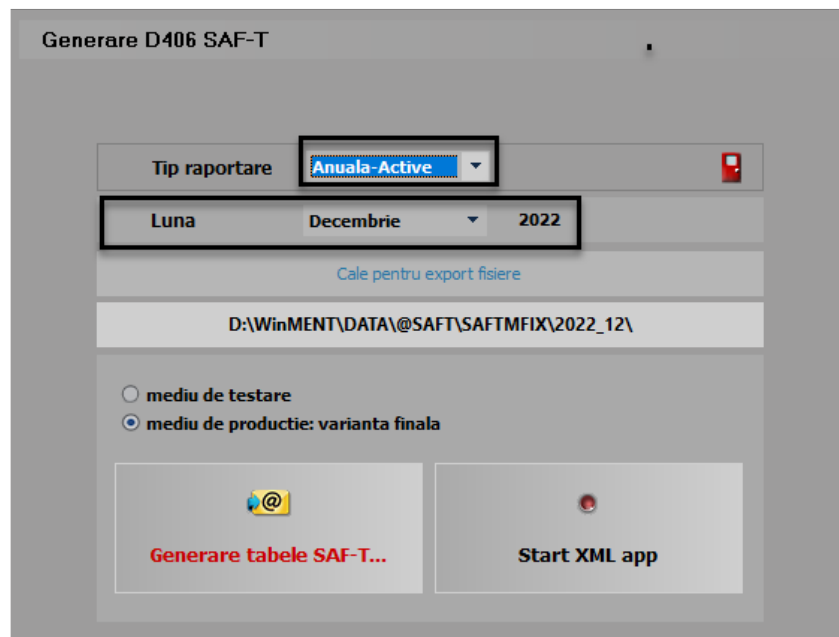 Generare D406 SAF-T
Tip raportare Anuala-Active
Luna Decembrie 2022
Cale pentru export fisiere
D:\WinMENT\DATA\@SAFT\SAFTMFIX\2022_12\
mediu de testare
mediu de productie: varianta finala
Generare tabele SAF-T... Start XML app